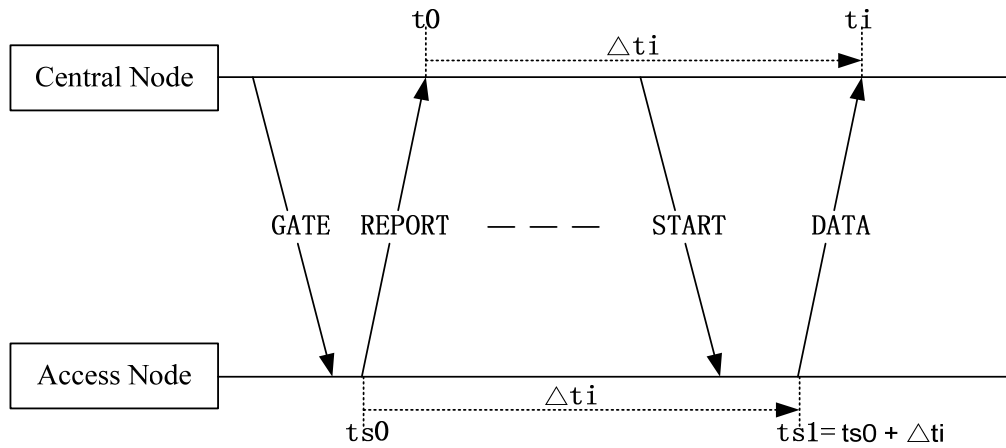 t0 ti
△ti
Central Node
GATE REPORT — — — START DATA
Access Node
△ti
ts0 ts1= ts0 + △ti